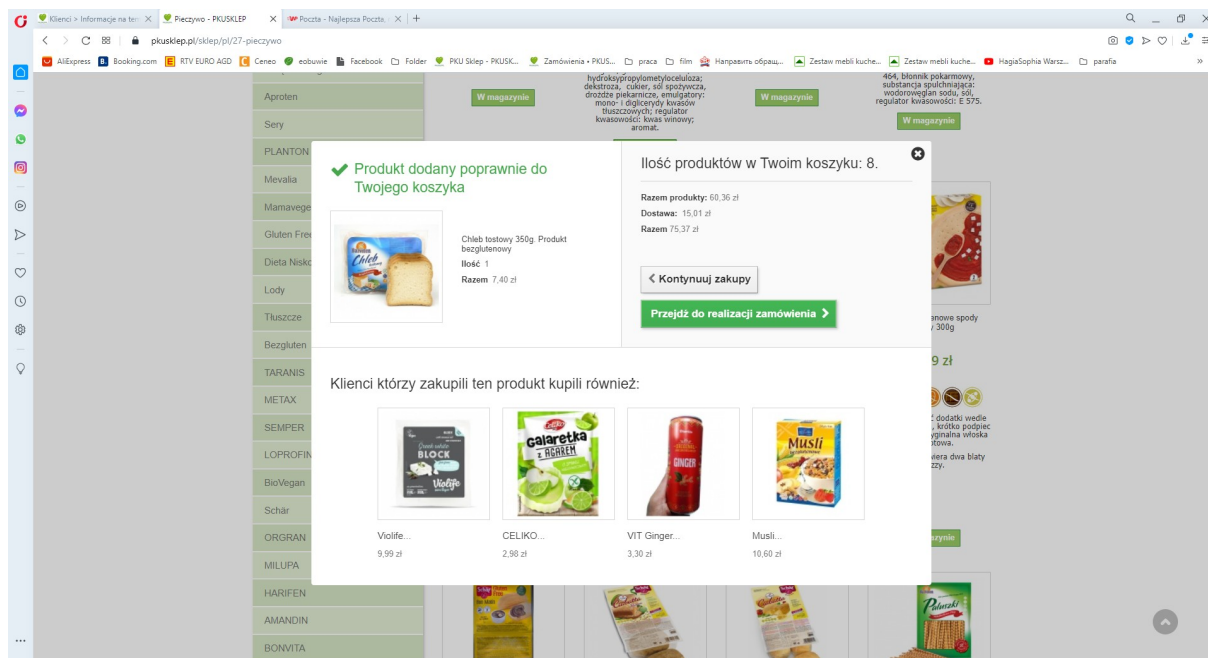 Klienci > Informacje na ter
Pieczywo - PKUSKLEP
Poczta - Najlepsza Poczta,
pkusklep.pl/sklep/pl/27-pieczywo
AliExpress
Booking.com
RTV EURO AGD
Ceneo
eobuwie
Facebook
Folder
PKU Sklep - PKUSK...
Zamówienia • PKUS...
praca
film
Направить обращ...
Zestaw mebli kuche...
Zestaw mebli kuche...
HagiaSophia Warsz...
parafia
Aproten
Sery
PLANTON
Mevalia
Mamavege
Gluten Free
Dieta Nisko
Lody
Tłuszcze
Bezgluten
TARANIS
METAX
SEMPER
LOPROFIN
BioVegan
Schär
ORGRAN
MILUPA
HARIFEN
AMANDIN
BONVITA
W magazynie
hydroksypropylometyloceluloza;
dekstroza, cukier, sól spożywcza,
drożdże piekarnicze, emulgatory:
mono- i diglicerydy kwasów
tłuszczowych; regulator
kwasowości: kwas winowy;
aromat.
W magazynie
464, błonnik pokarmowy,
substancja spulchniająca:
wodorowęglan sodu, sól,
regulator kwasowości: E 575.
W magazynie
Produkt dodany poprawnie do
Twojego koszyka
Chleb
Chleb tostowy 350g. Produkt
bezglutenowy
Ilość 1
Razem 7,40 zł
Ilość produktów w Twoim koszyku: 8.
Razem produkty: 60,36 zł
Dostawa: 15,01 zł
Razem 75,37 zł
Kontynuuj zakupy
Przejdź do realizacji zamówienia
Klienci którzy zakupili ten produkt kupili również:
Greek white
BLOCK
Violife
Celiko
Galaretka
Z AGAREM
GINGER
MUSLI
Violife...
9,99 zł
CELIKO...
2,98 zł
VIT Ginger...
3,30 zł
Musli...
10,60 zł
anowe spody
300g
9 zł
dodatki wedle
, krótko podpiec
yginalna włoska
otowa.
wiera dwa blaty
zzy.
azynie
Paluszki